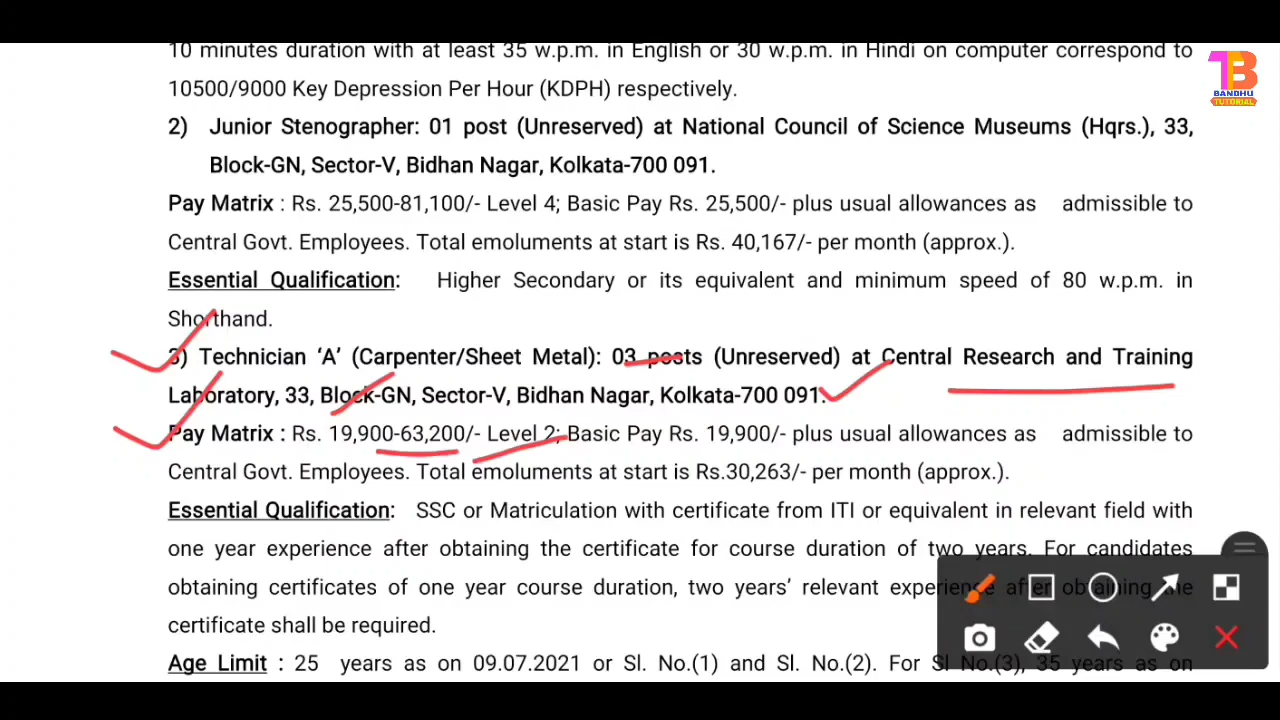 10 minutes duration with at least 35 w.p.m. in English or 30 w.p.m. in Hindi on computer correspond to
10500/9000 Key Depression Per Hour (KDPH) respectively.
BANDHU
TUTORIAL
2) Junior Stenographer: 01 post (Unreserved) at National Council of Science Museums (Hqrs.), 33,
Block-GN, Sector-V, Bidhan Nagar, Kolkata-700 091.
Pay Matrix : Rs. 25,500-81,100/- Level 4; Basic Pay Rs. 25,500/- plus usual allowances as admissible to
Central Govt. Employees. Total emoluments at start is Rs. 40,167/- per month (approx.).
Essential Qualification: Higher Secondary or its equivalent and minimum speed of 80 w.p.m. in
Shorthand.
3) Technician ‘A’ (Carpenter/Sheet Metal): 03 posts (Unreserved) at Central Research and Training
Laboratory, 33, Block-GN, Sector-V, Bidhan Nagar, Kolkata-700 091.
Pay Matrix : Rs. 19,900-63,200/- Level 2; Basic Pay Rs. 19,900/- plus usual allowances as admissible to
Central Govt. Employees. Total emoluments at start is Rs.30,263/- per month (approx.).
Essential Qualification: SSC or Matriculation with certificate from ITI or equivalent in relevant field with
one year experience after obtaining the certificate for course duration of two years. For candidates
obtaining certificates of one year course duration, two years’ relevant experience after obtaining the
certificate shall be required.
Age Limit : 25 years as on 09.07.2021 or Sl. No.(1) and Sl. No.(2). For Sl No.(3), 35 years as on